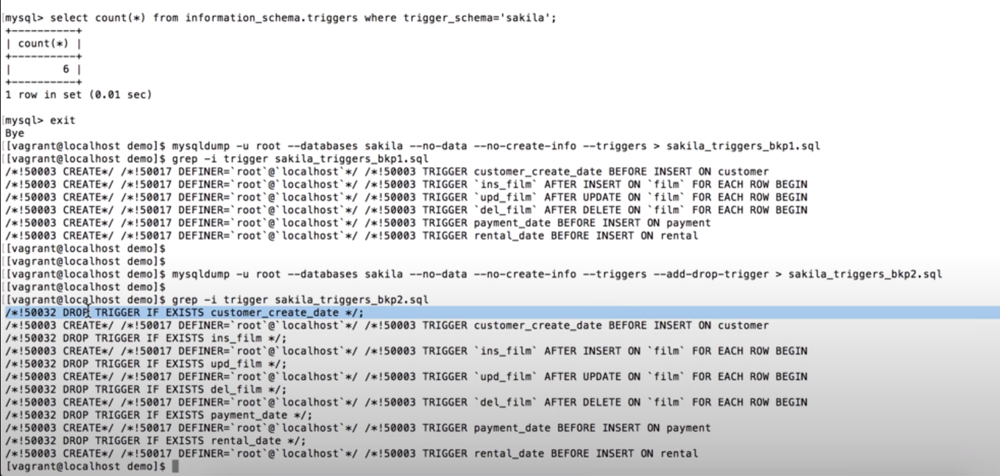 [mysql> select count(*) from information_schema.triggers where trigger_schema='sakila';
+----------+
| count(*) |
+----------+
|        6 |
+----------+
1 row in set (0.01 sec)
[mysql> exit
Bye
[[vagrant@localhost demo]$ mysqldump -u root --databases sakila --no-data --no-create-info --triggers > sakila_triggers_bkp1.sql
[[vagrant@localhost demo]$ grep -i trigger sakila_triggers_bkp1.sql
/*!50003 CREATE*/ /*!50017 DEFINER=`root`@`localhost`*/ /*!50003 TRIGGER customer_create_date BEFORE INSERT ON customer
/*!50003 CREATE*/ /*!50017 DEFINER=`root`@`localhost`*/ /*!50003 TRIGGER `ins_film` AFTER INSERT ON `film` FOR EACH ROW BEGIN
/*!50003 CREATE*/ /*!50017 DEFINER=`root`@`localhost`*/ /*!50003 TRIGGER `upd_film` AFTER UPDATE ON `film` FOR EACH ROW BEGIN
/*!50003 CREATE*/ /*!50017 DEFINER=`root`@`localhost`*/ /*!50003 TRIGGER `del_film` AFTER DELETE ON `film` FOR EACH ROW BEGIN
/*!50003 CREATE*/ /*!50017 DEFINER=`root`@`localhost`*/ /*!50003 TRIGGER payment_date BEFORE INSERT ON payment
/*!50003 CREATE*/ /*!50017 DEFINER=`root`@`localhost`*/ /*!50003 TRIGGER rental_date BEFORE INSERT ON rental
[[vagrant@localhost demo]$
[[vagrant@localhost demo]$
[[vagrant@localhost demo]$ mysqldump -u root --databases sakila --no-data --no-create-info --triggers --add-drop-trigger > sakila_triggers_bkp2.sql
[[vagrant@localhost demo]$
[[vagrant@localhost demo]$ grep -i trigger sakila_triggers_bkp2.sql
/*!50032 DROP TRIGGER IF EXISTS customer_create_date */;
/*!50003 CREATE*/ /*!50017 DEFINER=`root`@`localhost`*/ /*!50003 TRIGGER customer_create_date BEFORE INSERT ON customer
/*!50032 DROP TRIGGER IF EXISTS ins_film */;
/*!50003 CREATE*/ /*!50017 DEFINER=`root`@`localhost`*/ /*!50003 TRIGGER `ins_film` AFTER INSERT ON `film` FOR EACH ROW BEGIN
/*!50032 DROP TRIGGER IF EXISTS upd_film */;
/*!50003 CREATE*/ /*!50017 DEFINER=`root`@`localhost`*/ /*!50003 TRIGGER `upd_film` AFTER UPDATE ON `film` FOR EACH ROW BEGIN
/*!50032 DROP TRIGGER IF EXISTS del_film */;
/*!50003 CREATE*/ /*!50017 DEFINER=`root`@`localhost`*/ /*!50003 TRIGGER `del_film` AFTER DELETE ON `film` FOR EACH ROW BEGIN
/*!50032 DROP TRIGGER IF EXISTS payment_date */;
/*!50003 CREATE*/ /*!50017 DEFINER=`root`@`localhost`*/ /*!50003 TRIGGER payment_date BEFORE INSERT ON payment
/*!50032 DROP TRIGGER IF EXISTS rental_date */;
/*!50003 CREATE*/ /*!50017 DEFINER=`root`@`localhost`*/ /*!50003 TRIGGER rental_date BEFORE INSERT ON rental
[vagrant@localhost demo]$